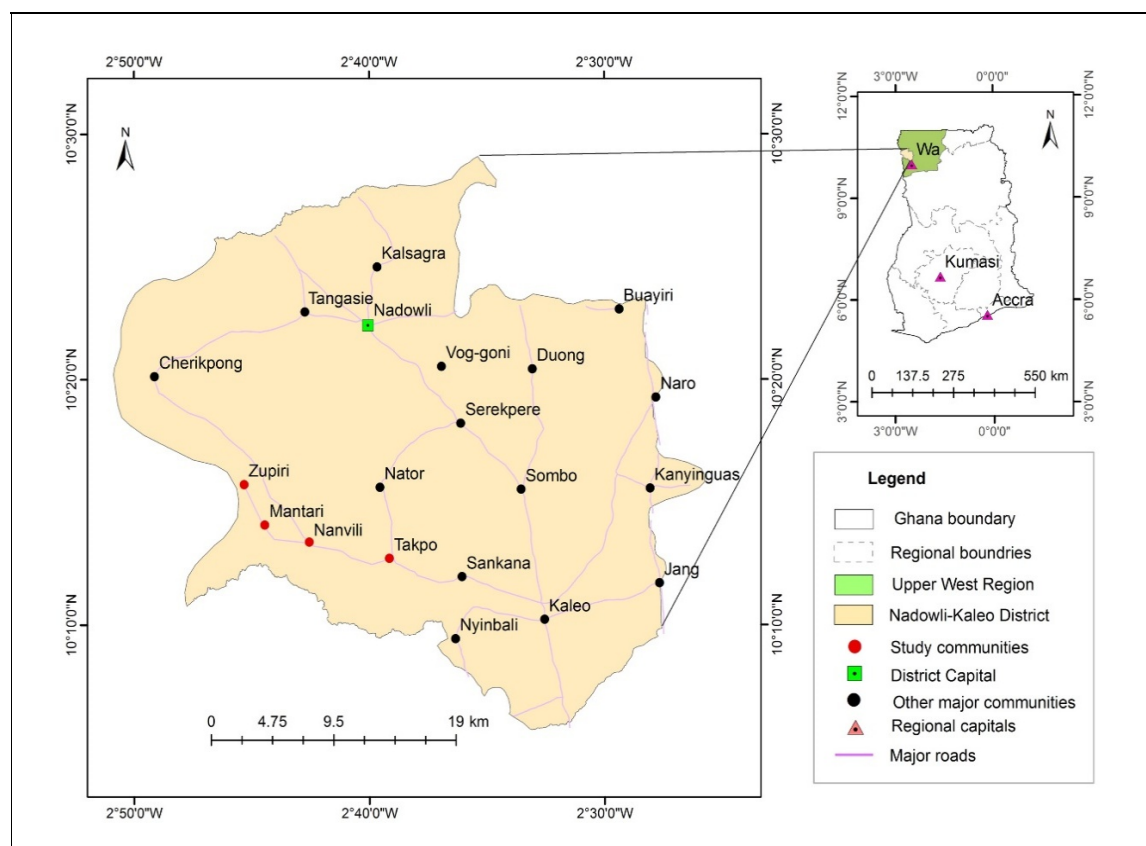 2°50'0"W
2°40'0"W
2°30'0"W
10°30'0"N
10°20'0"N
10°10'0"N
N
Kalsagra
Tangasie
Nadowli
Buayiri
Vog-goni
Duong
Cherikpong
Naro
Serekpere
Zupiri
Nator
Sombo
Kanyinguas
Mantari
Nanvili
Takpo
Sankana
Jang
Kaleo
Nyinbali
0 4.75 9.5 19 km
10°30'0"N
10°20'0"N
10°10'0"N
2°50'0"W
2°40'0"W
2°30'0"W
3°0'0"W
0°0'0"
12°0'0"N
9°0'0"N
6°0'0"N
3°0'0"N
N
Wa
Kumasi
Accra
0 137.5 275 550 km
12°0'0"N
9°0'0"N
6°0'0"N
3°0'0"N
3°0'0"W
0°0'0"
Legend
Ghana boundary
Regional boundries
Upper West Region
Nadowli-Kaleo District
Study communities
District Capital
Other major communities
Regional capitals
Major roads